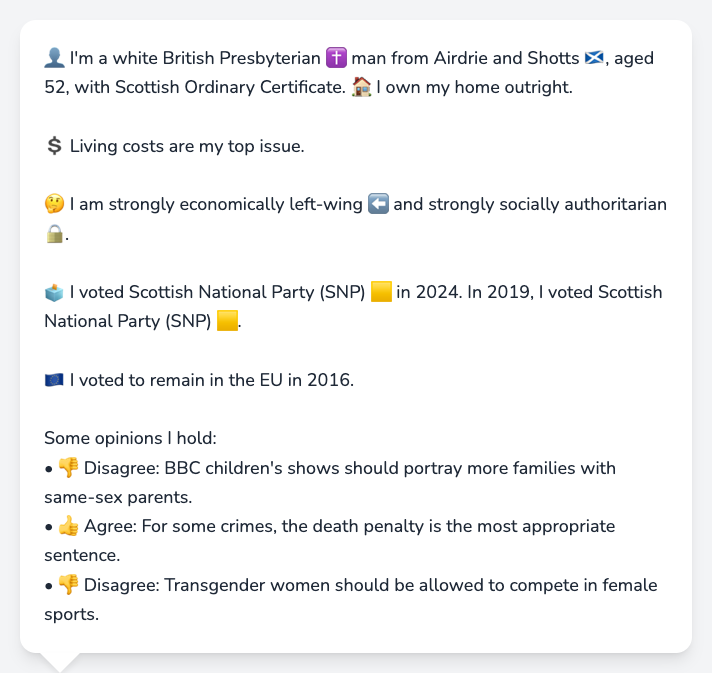 👤 I'm a white British Presbyterian ✝️ man from Airdrie and Shotts 🏴󠁧󠁢󠁳󠁣󠁴󠁿, aged
52, with Scottish Ordinary Certificate. 🏠 I own my home outright.
💲 Living costs are my top issue.
🤔 I am strongly economically left-wing ⬅️ and strongly socially authoritarian
🔒.
🗳️ I voted Scottish National Party (SNP) 🟨 in 2024. In 2019, I voted Scottish
National Party (SNP) 🟨.
🇪🇺 I voted to remain in the EU in 2016.
Some opinions I hold:
• 👎 Disagree: BBC children's shows should portray more families with
same-sex parents.
• 👍 Agree: For some crimes, the death penalty is the most appropriate
sentence.
• 👎 Disagree: Transgender women should be allowed to compete in female
sports.